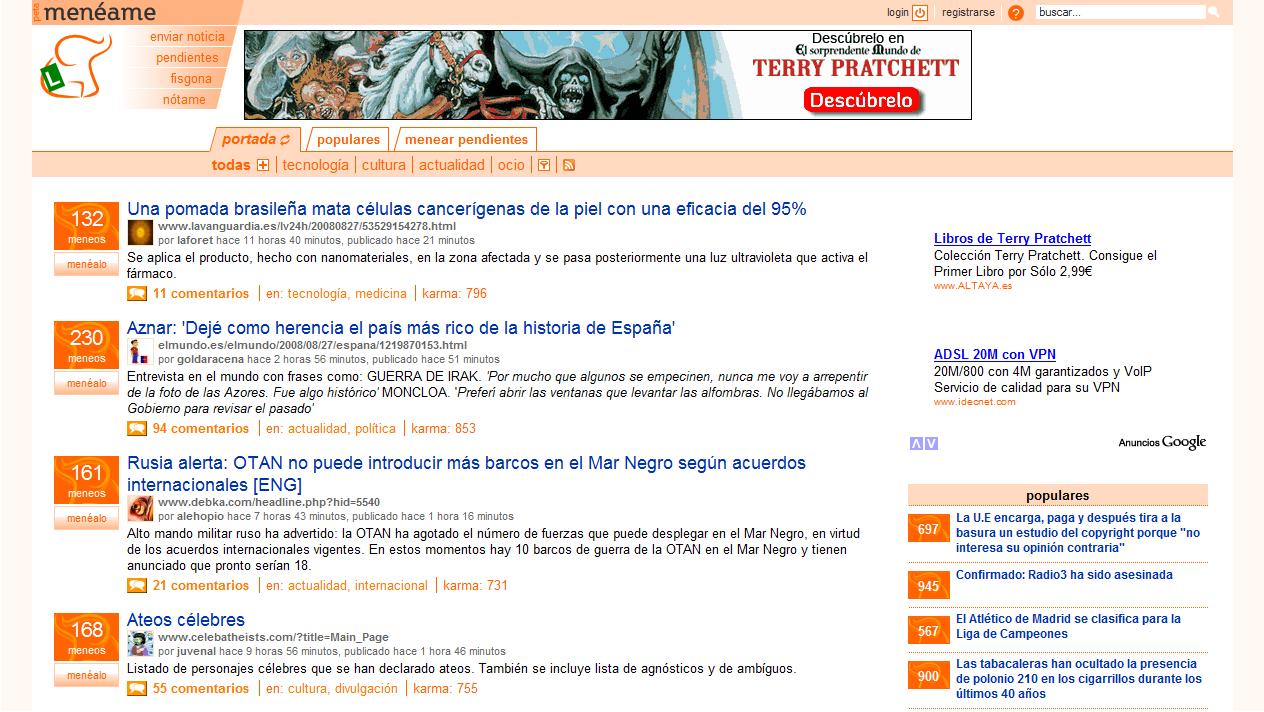 beta menéame
login
registrarse
?
buscar...
enviar noticia
pendientes
fisgona
nótame
L
Descúbrelo en
El sorprendente Mundo de
TERRY PRATCHETT
Descúbrelo
portada
populares
menear pendientes
todas
tecnología
cultura
actualidad
ocio
132
meneos
menéalo
Una pomada brasileña mata células cancerígenas de la piel con una eficacia del 95%
www.lavanguardia.es/lv24h/20080827/53529154278.html
por laforet hace 11 horas 40 minutos, publicado hace 21 minutos
Se aplica el producto, hecho con nanomateriales, en la zona afectada y se pasa posteriormente una luz ultravioleta que activa el
fármaco.
11 comentarios | en: tecnología, medicina | karma: 796
230
meneos
menéalo
Aznar: 'Dejé como herencia el país más rico de la historia de España'
elmundo.es/elmundo/2008/08/27/espana/1219870153.html
por goldaracena hace 2 horas 56 minutos, publicado hace 51 minutos
Entrevista en el mundo con frases como: GUERRA DE IRAK. 'Por mucho que algunos se empecinen, nunca me voy a arrepentir
de la foto de las Azores. Fue algo histórico' MONCLOA. 'Preferí abrir las ventanas que levantar las alfombras. No llegábamos al
Gobierno para revisar el pasado'
94 comentarios | en: actualidad, política | karma: 853
161
meneos
menéalo
Rusia alerta: OTAN no puede introducir más barcos en el Mar Negro según acuerdos
internacionales [ENG]
www.debka.com/headline.php?hid=5540
por alehopio hace 7 horas 43 minutos, publicado hace 1 hora 16 minutos
Alto mando militar ruso ha advertido: la OTAN ha agotado el número de fuerzas que puede desplegar en el Mar Negro, en virtud
de los acuerdos internacionales vigentes. En estos momentos hay 10 barcos de guerra de la OTAN en el Mar Negro y tienen
anunciado que pronto serían 18.
21 comentarios | en: actualidad, internacional | karma: 731
168
meneos
menéalo
Ateos célebres
www.celebatheists.com/?title=Main_Page
por juvenal hace 9 horas 56 minutos, publicado hace 1 hora 46 minutos
Listado de personajes célebres que se han declarado ateos. También se incluye lista de agnósticos y de ambíguos.
55 comentarios | en: cultura, divulgación | karma: 755
Libros de Terry Pratchett
Colección Terry Pratchett. Consigue el
Primer Libro por Sólo 2,99€
www.ALTAYA.es
ADSL 20M con VPN
20M/800 con 4M garantizados y VoIP
Servicio de calidad para su VPN
www.idecnet.com
Anuncios Google
populares
697
La U.E encarga, paga y después tira a la
basura un estudio del copyright porque "no
interesa su opinión contraria"
945
Confirmado: Radio3 ha sido asesinada
567
El Atlético de Madrid se clasifica para la
Liga de Campeones
900
Las tabacaleras han ocultado la presencia
de polonio 210 en los cigarrillos durante los
últimos 40 años